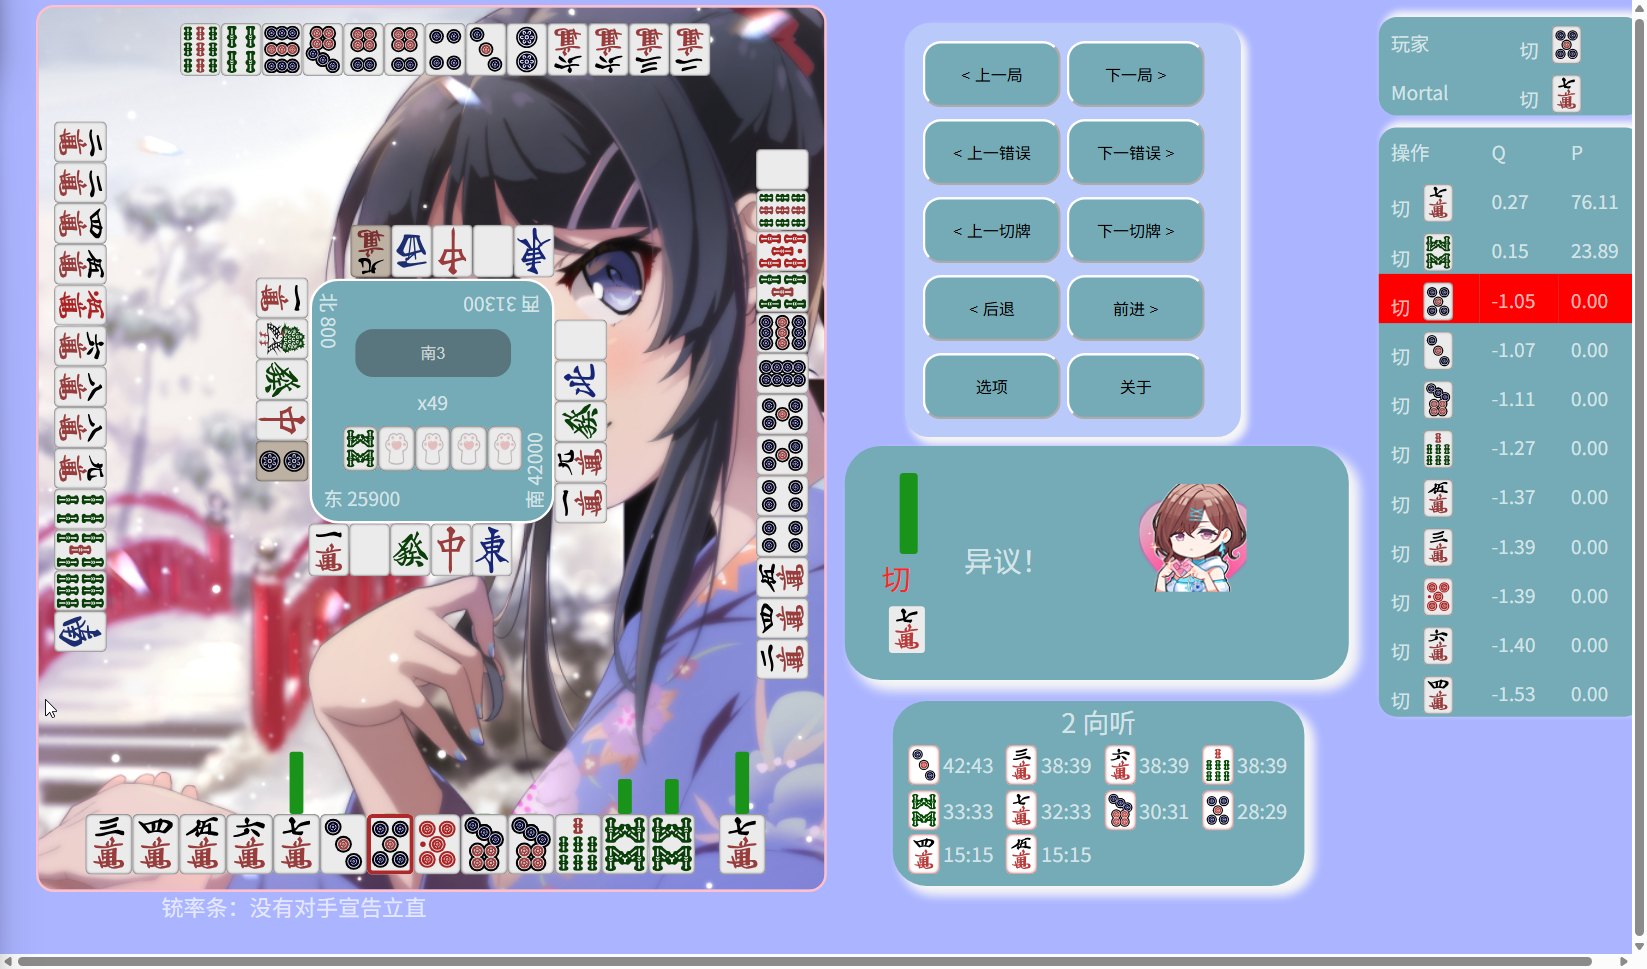 < 上一局
下一局 >
< 上一错误
下一错误 >
< 上一切牌
下一切牌 >
< 后退
前进 >
选项
关于
玩家 切
Mortal 切
操作 Q P
切 0.27 76.11
切 0.15 23.89
切 -1.05 0.00
切 -1.07 0.00
切 -1.11 0.00
切 -1.27 0.00
切 -1.37 0.00
切 -1.39 0.00
切 -1.39 0.00
切 -1.40 0.00
切 -1.53 0.00
北 800
西 31300
南3
x49
东 25900
南 42000
切
异议！
2 向听
42:43 38:39 38:39 38:39
33:33 32:33 30:31 28:29
15:15 15:15
铳率条：没有对手宣告立直